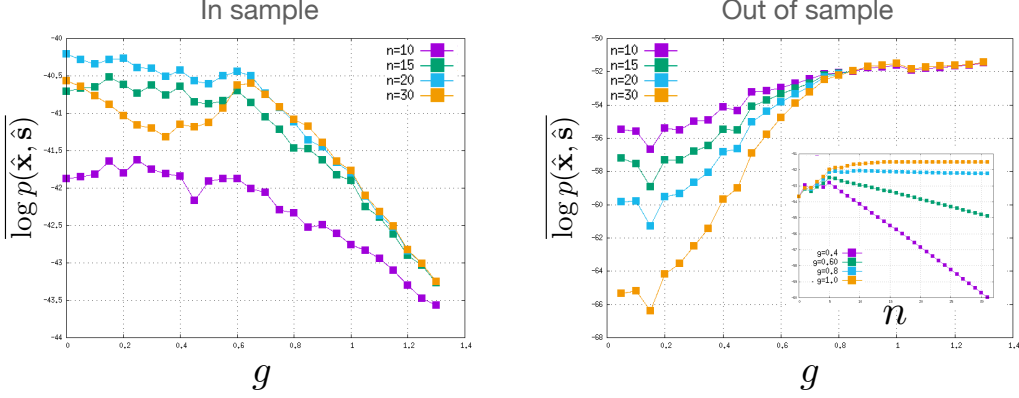 In sample
-40
-40.5
-41
-41.5
-42
-42.5
-43
-43.5
-44
0
0.2
0.4
0.6
0.8
1
1.2
1.4
n=10
n=15
n=20
n=30
log p(x̂, ŝ)
g
Out of sample
-50
-52
-54
-56
-58
-60
-62
-64
-66
-68
0
0.2
0.4
0.6
0.8
1
1.2
1.4
n=10
n=15
n=20
n=30
log p(x̂, ŝ)
g
g=0.4
g=0.60
g=0.8
g=1.0
n